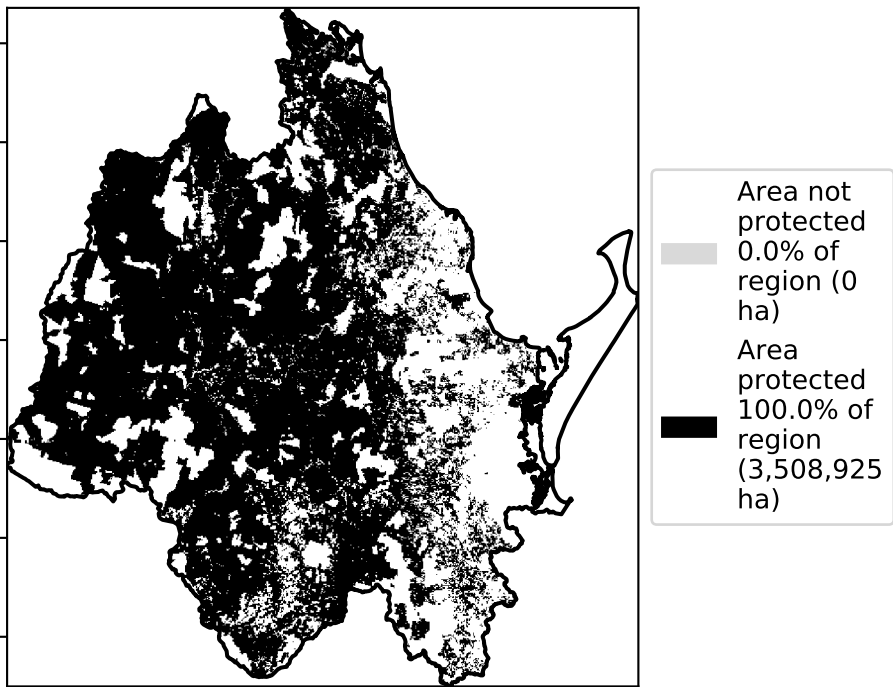 Area not
protected
0.0% of
region (0
ha)
Area
protected
100.0% of
region
(3,508,925
ha)